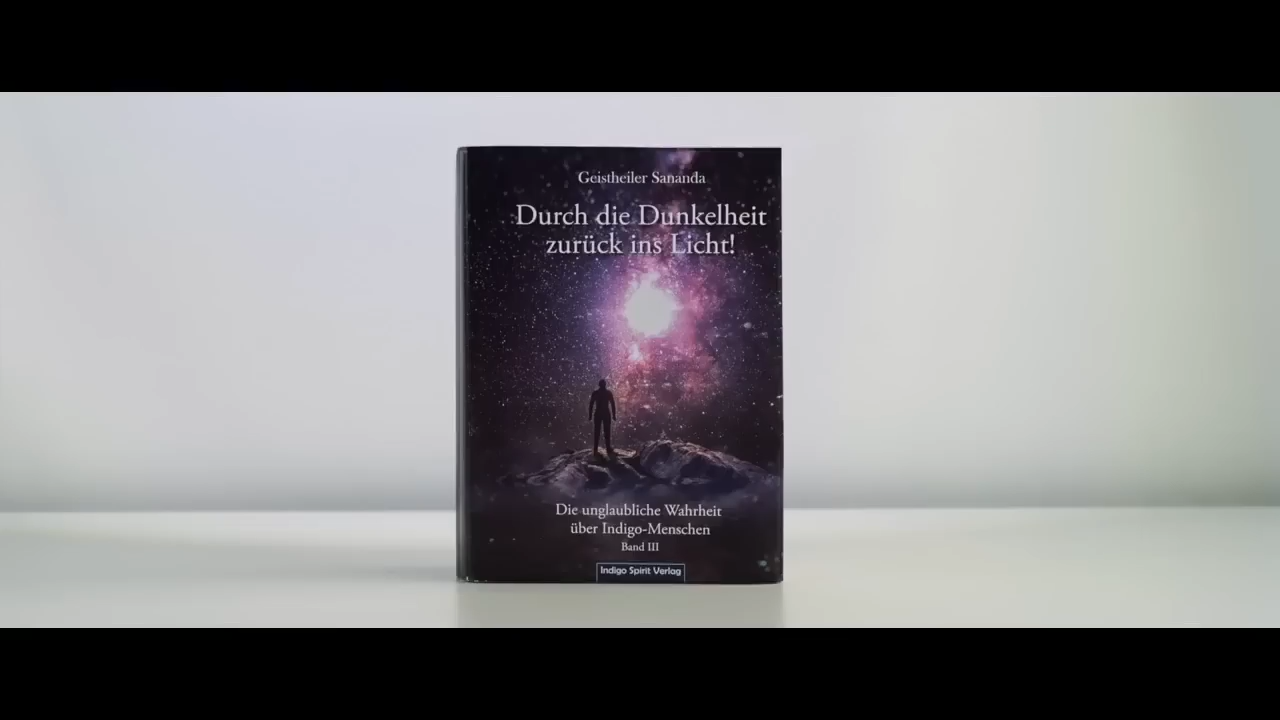 Geistheiler Sananda
Durch die Dunkelheit
zurück ins Licht!
Die unglaubliche Wahrheit
über Indigo-Menschen
Band III
Indigo Spirit Verlag